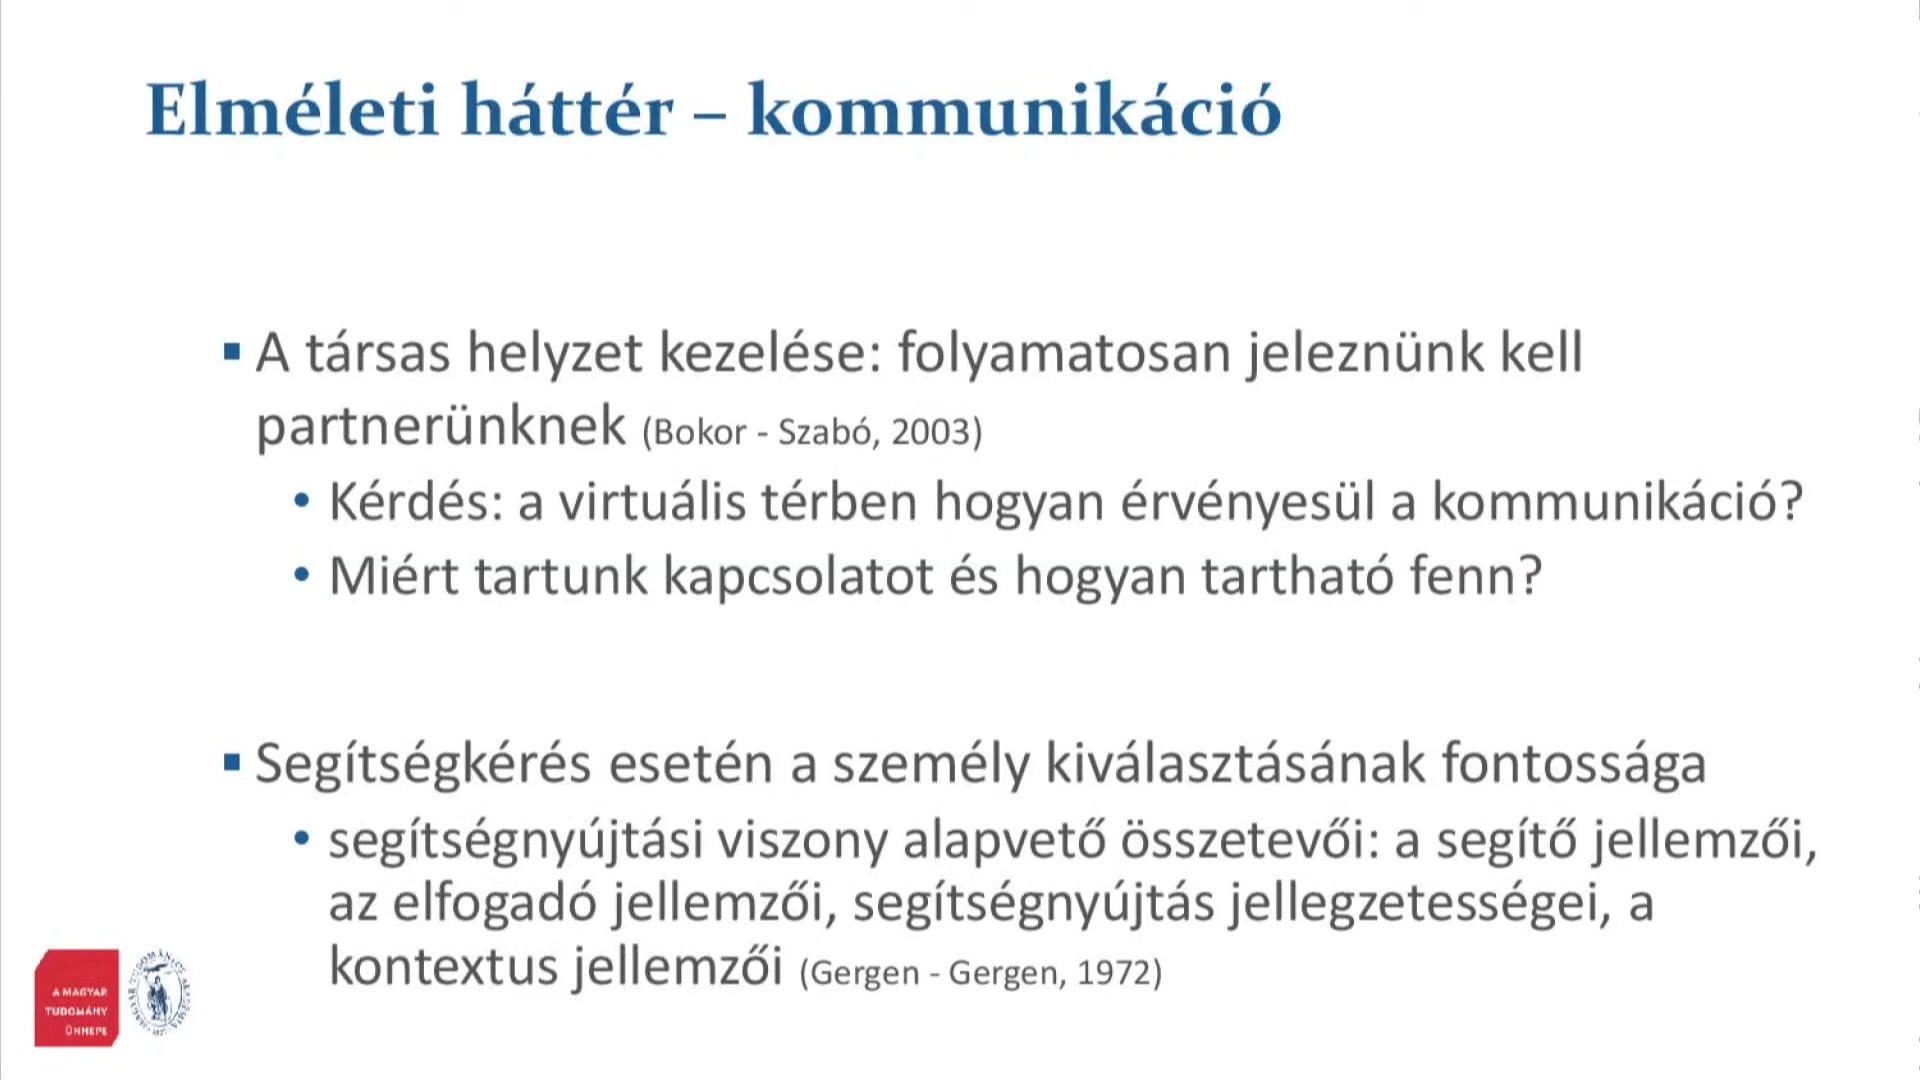 Elméleti háttér – kommunikáció
▪ A társas helyzet kezelése: folyamatosan jeleznünk kell
partnerünknek (Bokor - Szabó, 2003)
• Kérdés: a virtuális térben hogyan érvényesül a kommunikáció?
• Miért tartunk kapcsolatot és hogyan tartható fenn?
▪ Segítségkérés esetén a személy kiválasztásának fontossága
• segítségnyújtási viszony alapvető összetevői: a segítő jellemzői,
az elfogadó jellemzői, segítségnyújtás jellegzetességei, a
kontextus jellemzői (Gergen - Gergen, 1972)
A MAGYAR
TUDOMÁNY
ÜNNEPE